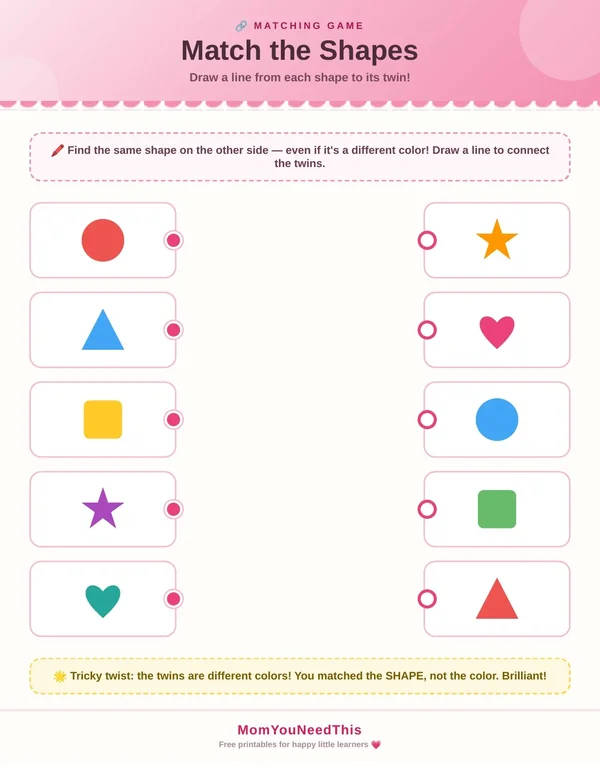 🔗 MATCHING GAME
Match the Shapes
Draw a line from each shape to its twin!
🖍️ Find the same shape on the other side — even if it's a different color! Draw a line to connect
the twins.
🌟 Tricky twist: the twins are different colors! You matched the SHAPE, not the color. Brilliant!
MomYouNeedThis
Free printables for happy little learners 💗